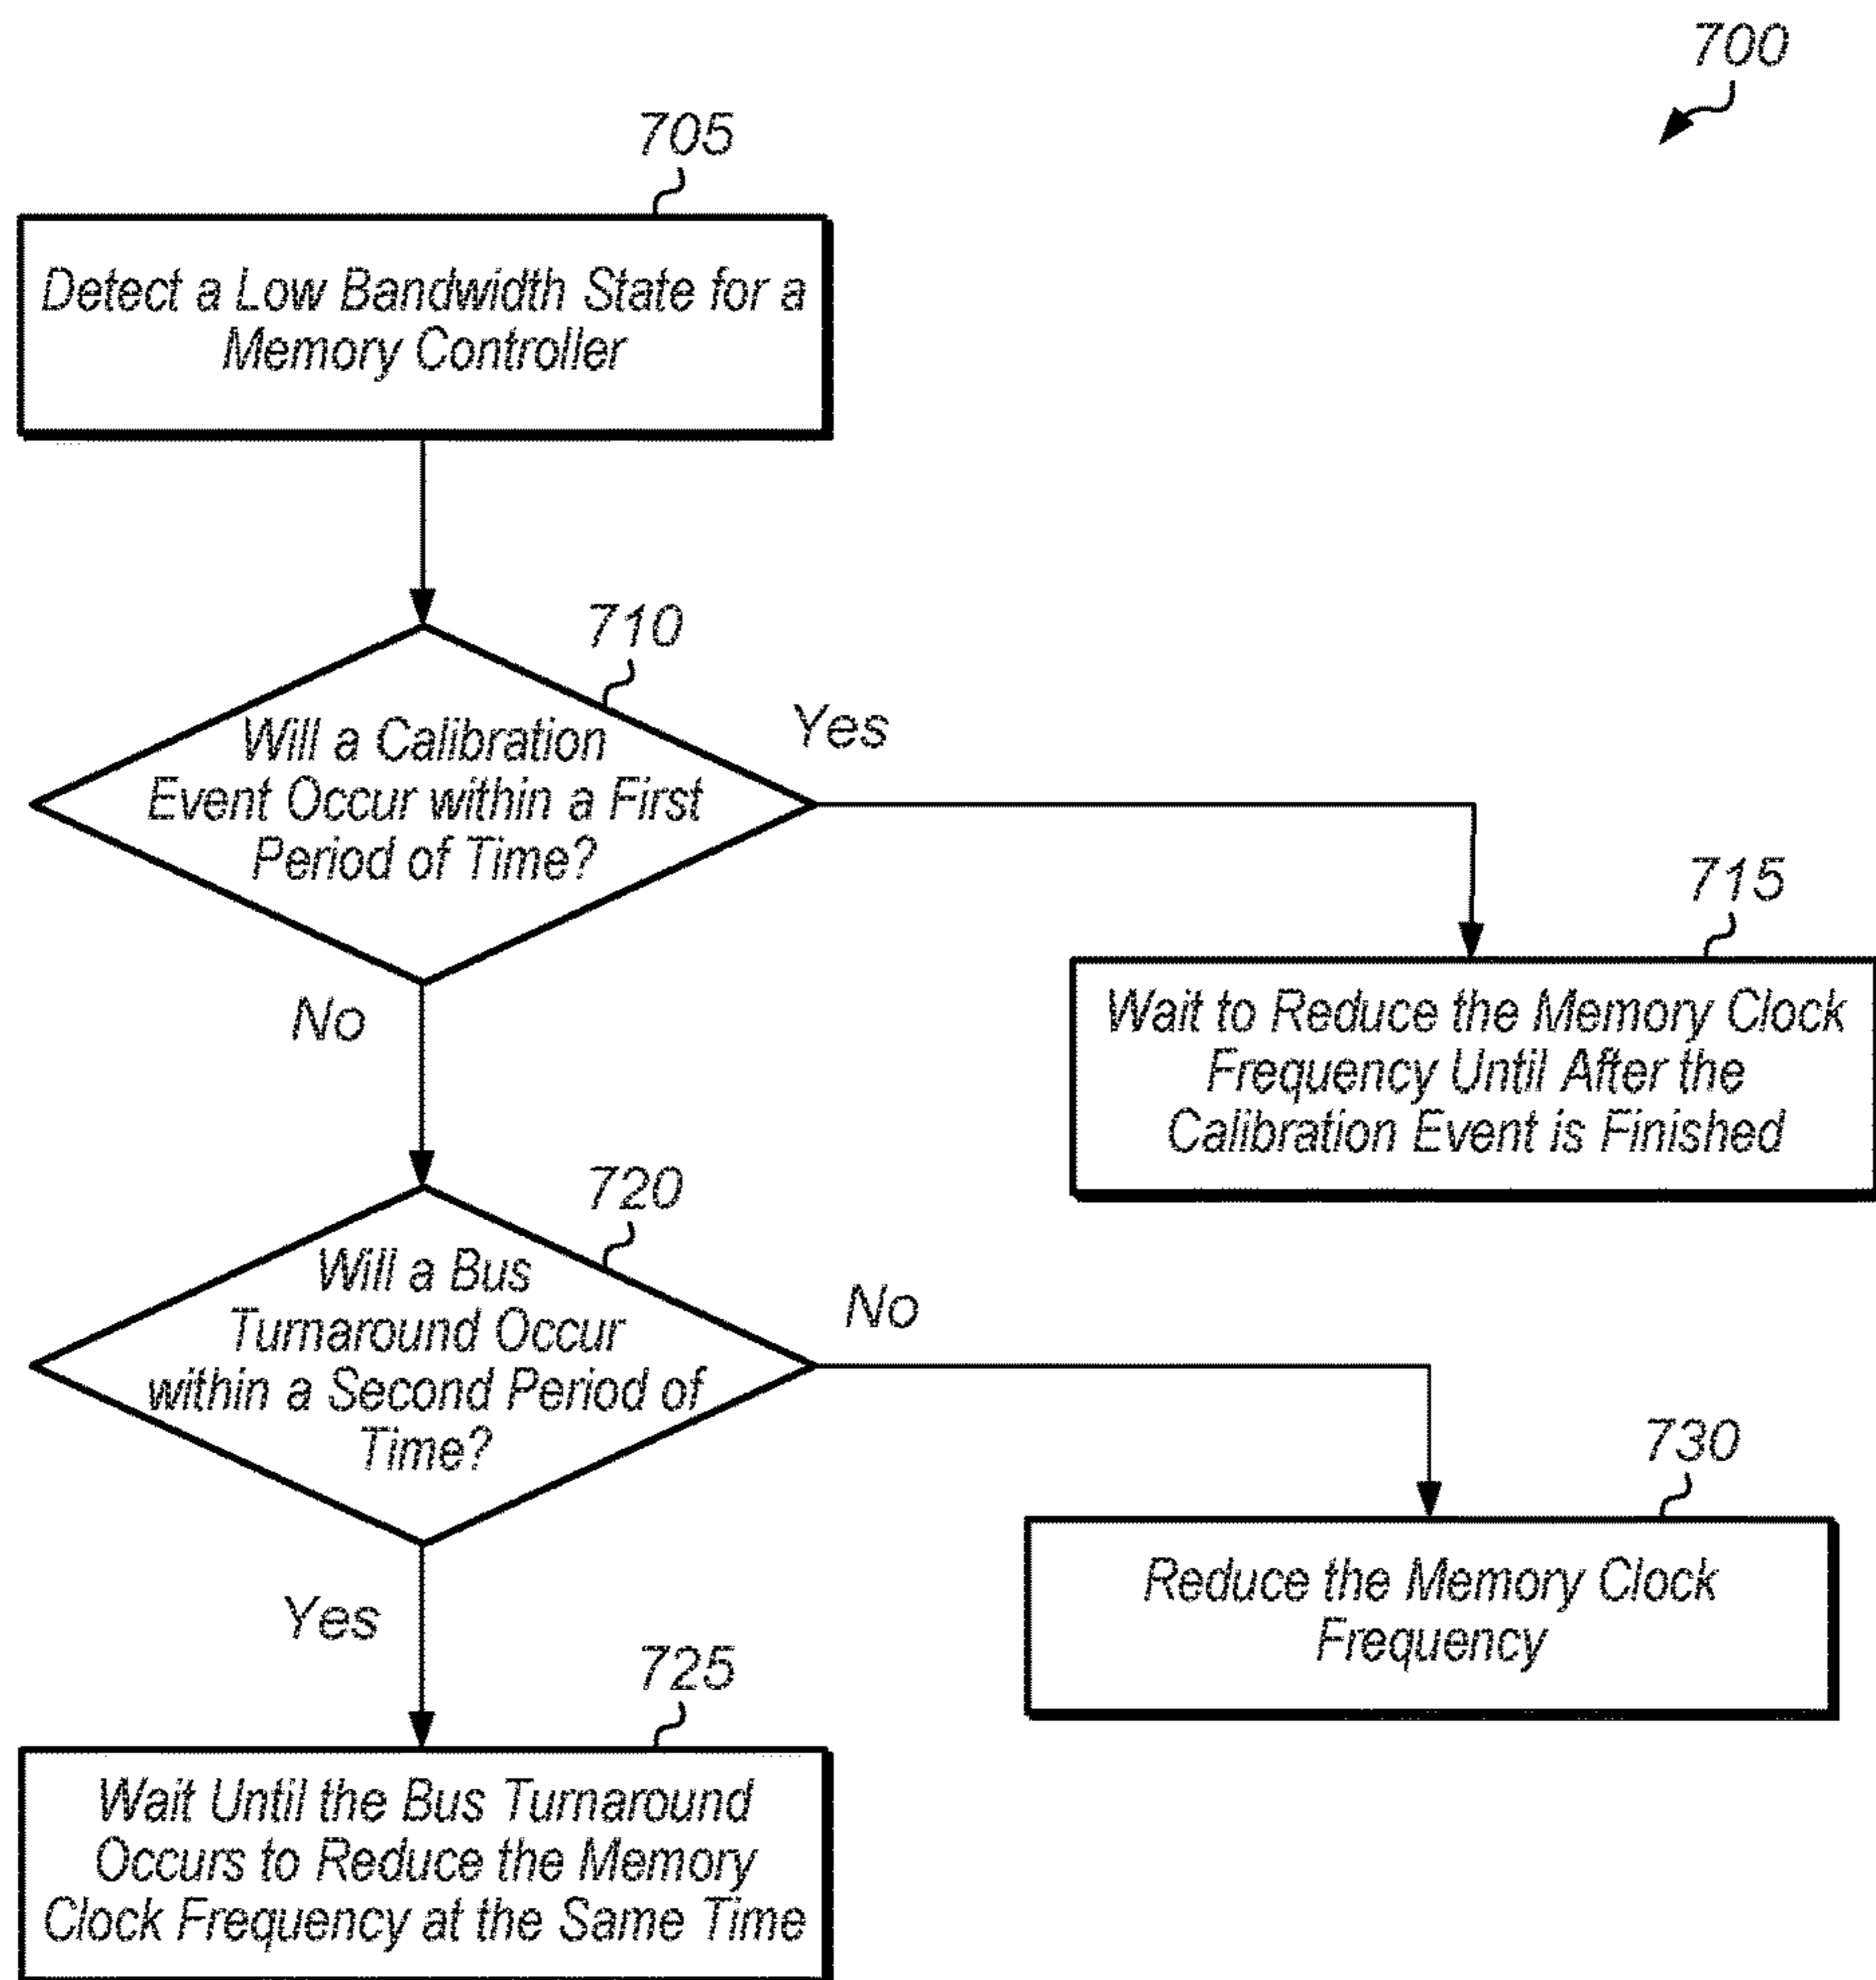 700
705
Detect a Low Bandwidth State for a
Memory Controller
710
Will a Calibration
Event Occur within a First
Period of Time?
Yes
No
715
Wait to Reduce the Memory Clock
Frequency Until After the
Calibration Event is Finished
720
Will a Bus
Turnaround Occur
within a Second Period of
Time?
No
Yes
730
Reduce the Memory Clock
Frequency
725
Wait Until the Bus Turnaround
Occurs to Reduce the Memory
Clock Frequency at the Same Time